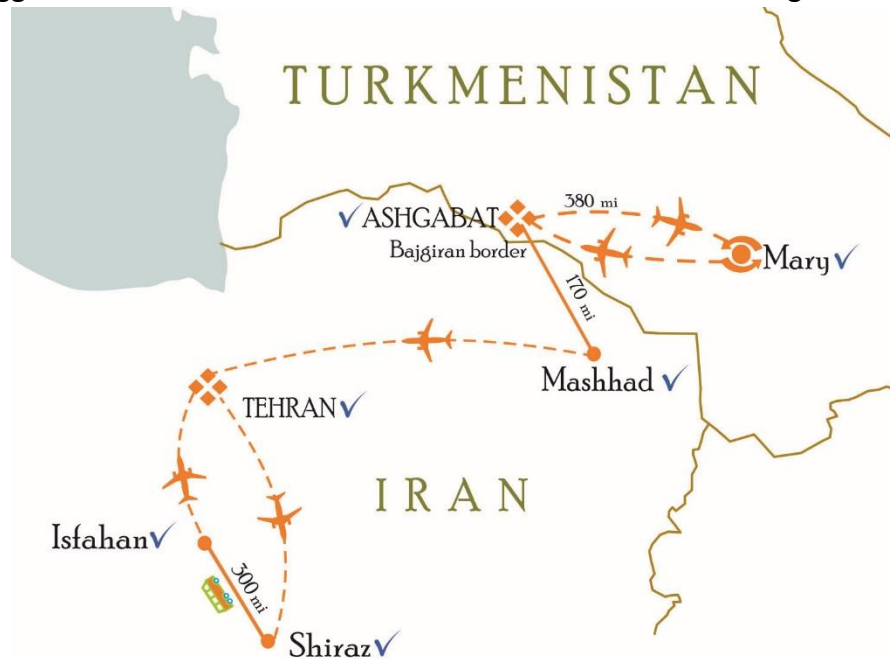 TURKMENISTAN
380 mi
ASHGABAT
Bajgiran border
Mary
170 mi
Mashhad
TEHRAN
IRAN
Isfahan
300 mi
Shiraz